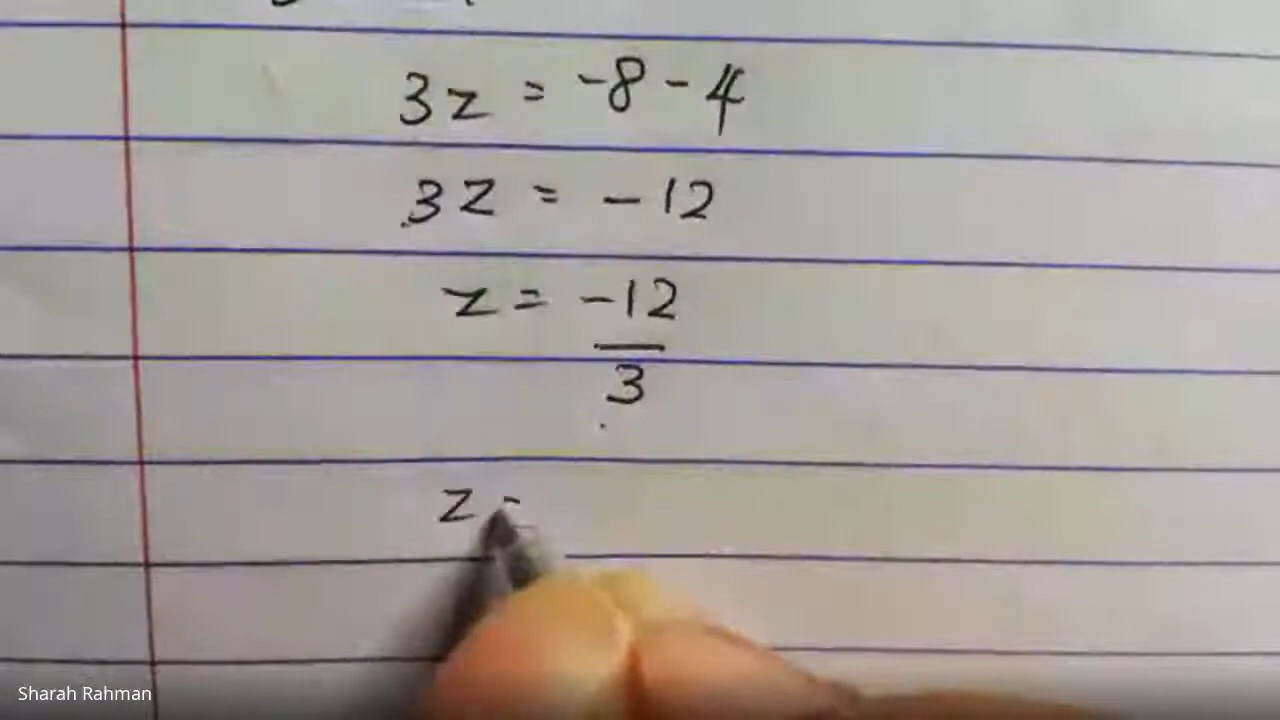 3z = -8 - 4
3z = -12
z = -12
3
z =
Sharah Rahman